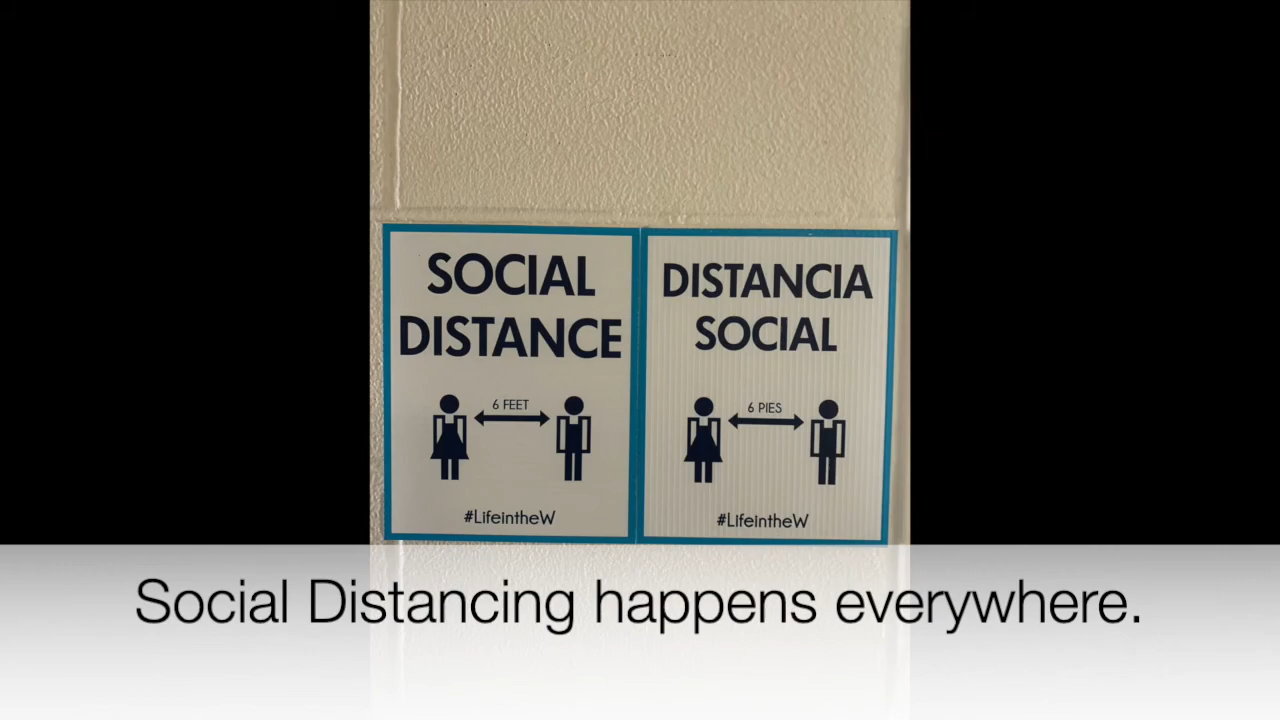 SOCIAL
DISTANCE
6 FEET
#LifeintheW
DISTANCIA
SOCIAL
6 PIES
#LifeintheW
Social Distancing happens everywhere.